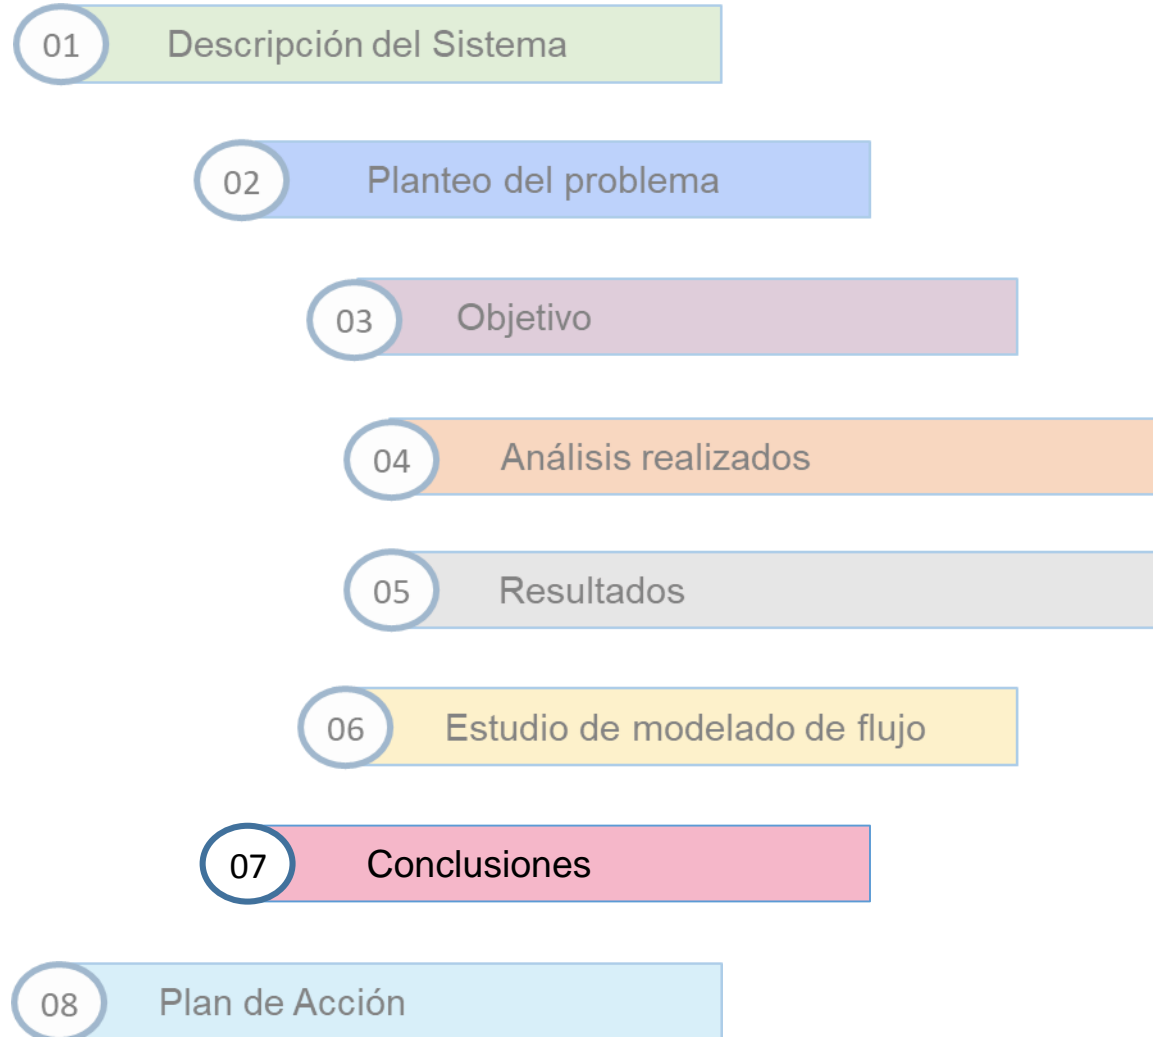 01 Descripción del Sistema
02 Planteo del problema
03 Objetivo
04 Análisis realizados
05 Resultados
06 Estudio de modelado de flujo
07 Conclusiones
08 Plan de Acción